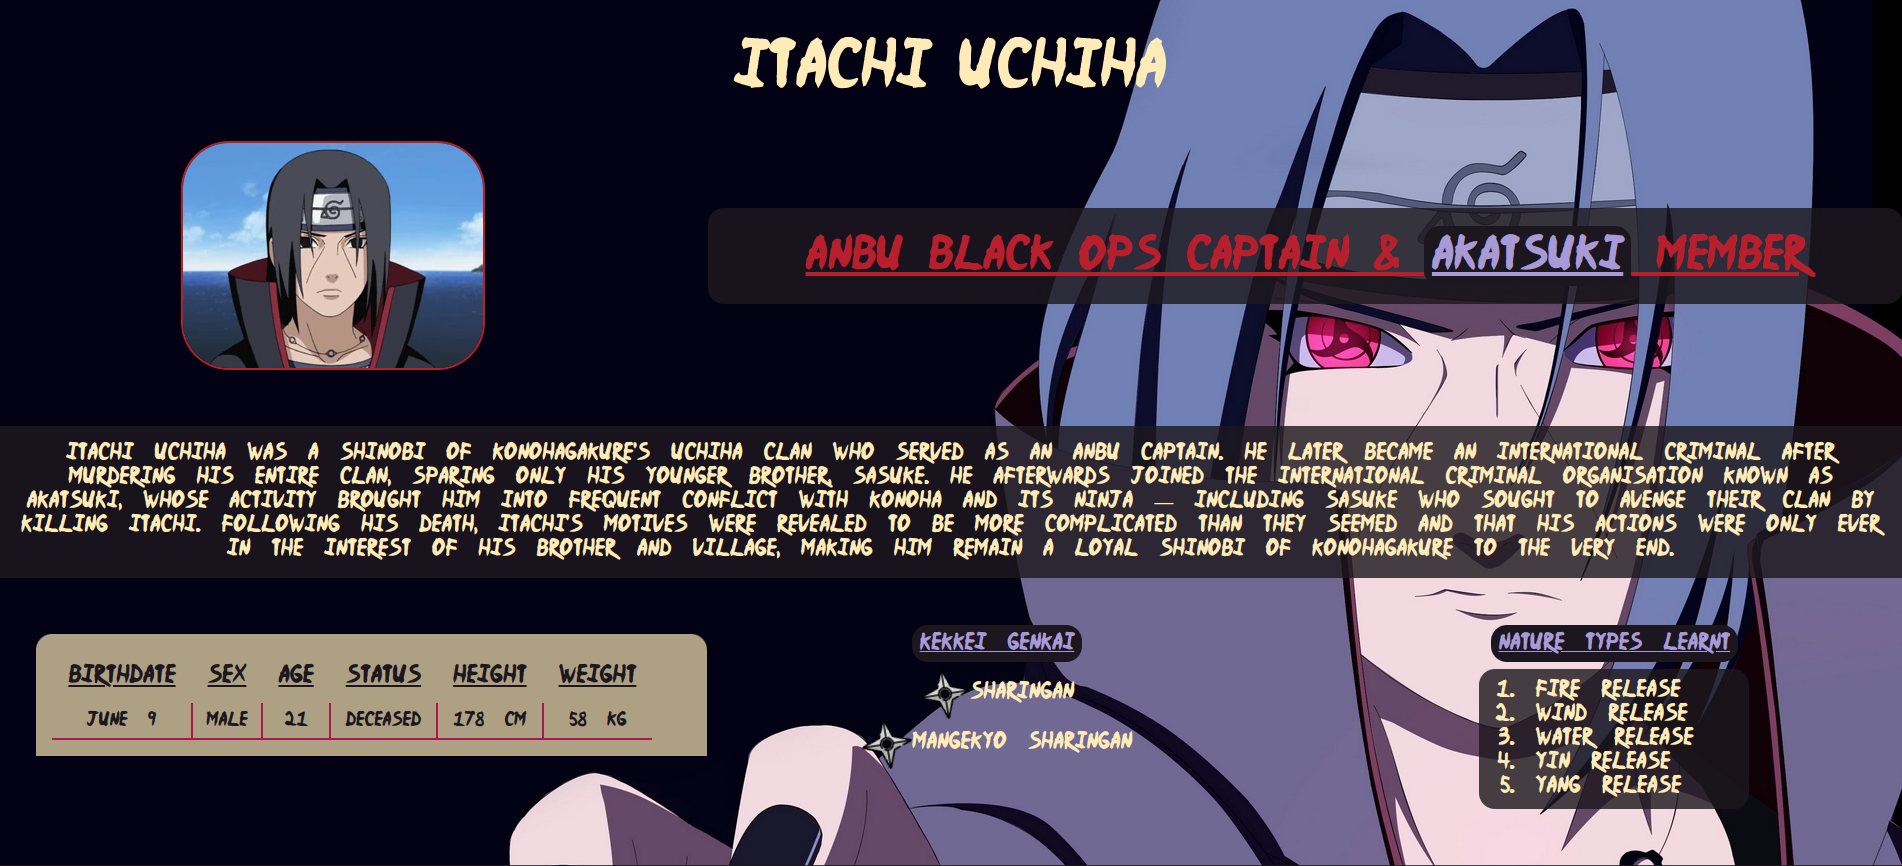 ITACHI UCHIHA
ANBU BLACK OPS CAPTAIN & AKATSUKI MEMBER
ITACHI UCHIHA WAS A SHINOBI OF KONOHAGAKURE'S UCHIHA CLAN WHO SERVED AS AN ANBU CAPTAIN. HE LATER BECAME AN INTERNATIONAL CRIMINAL AFTER
MURDERING HIS ENTIRE CLAN, SPARING ONLY HIS YOUNGER BROTHER, SASUKE. HE AFTERWARDS JOINED THE INTERNATIONAL CRIMINAL ORGANISATION KNOWN AS
AKATSUKI, WHOSE ACTIVITY BROUGHT HIM INTO FREQUENT CONFLICT WITH KONOHA AND ITS NINJA — INCLUDING SASUKE WHO SOUGHT TO AVENGE THEIR CLAN BY
KILLING ITACHI. FOLLOWING HIS DEATH, ITACHI'S MOTIVES WERE REVEALED TO BE MORE COMPLICATED THAN THEY SEEMED AND THAT HIS ACTIONS WERE ONLY EVER
IN THE INTEREST OF HIS BROTHER AND VILLAGE, MAKING HIM REMAIN A LOYAL SHINOBI OF KONOHAGAKURE TO THE VERY END.
BIRTHDATE SEX AGE STATUS HEIGHT WEIGHT
JUNE 9 MALE 21 DECEASED 178 CM 58 KG
KEKKEI GENKAI
SHARINGAN
MANGEKYO SHARINGAN
NATURE TYPES LEARNT
1. FIRE RELEASE
2. WIND RELEASE
3. WATER RELEASE
4. YIN RELEASE
5. YANG RELEASE